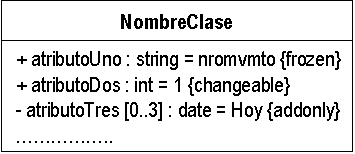 NombreClase
+ atributoUno : string = nromvmto {frozen}
+ atributoDos : int = 1 {changeable}
- atributoTres [0..3] : date = Hoy {addonly}
.................